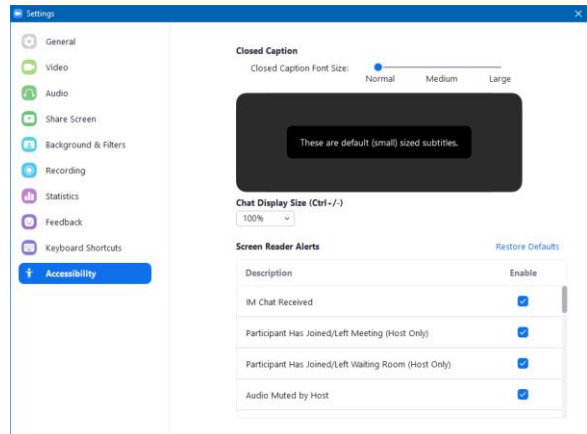 Settings
General
Video
Audio
Share Screen
Background & Filters
Recording
Statistics
Feedback
Keyboard Shortcuts
Accessibility
Closed Caption
Closed Caption Font Size:
Normal Medium Large
These are default (small) sized subtitles.
Chat Display Size (Ctrl+/-)
100%
Screen Reader Alerts Restore Defaults
Description Enable
IM Chat Received
Participant Has Joined/Left Meeting (Host Only)
Participant Has Joined/Left Waiting Room (Host Only)
Audio Muted by Host